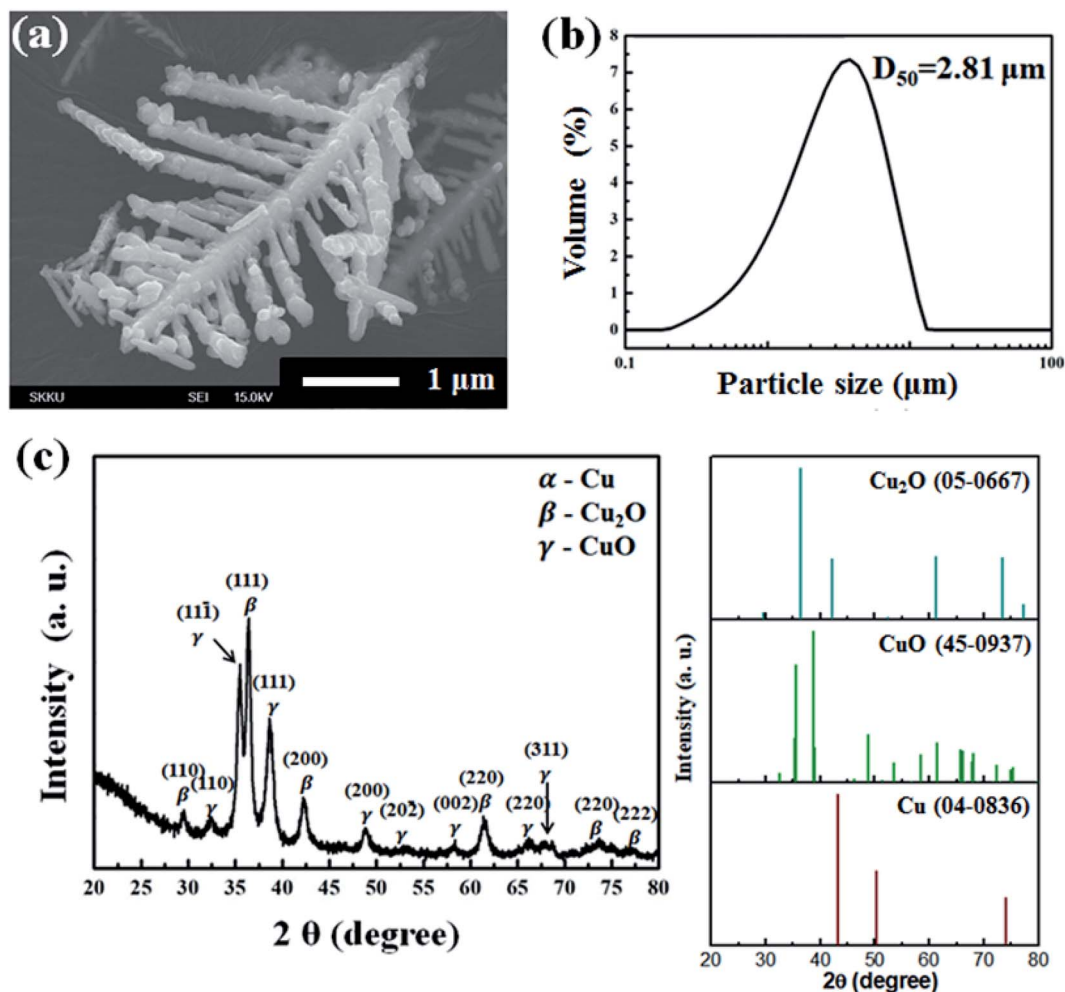 (a)
SKKU SEI 15.0kV 1 µm
(b)
D50=2.81 µm
8
7
6
5
4
3
2
1
0
Volume (%)
0.1 100
Particle size (µm)
(c)
α - Cu
β - Cu2O
γ - CuO
(111)
β
(111̄)
γ
(111)
γ
(110)
β
(110)
γ
(200)
β
(200)
γ
(202̄)
γ
(002)
γ
(220)
β
(220)
γ
(311)
γ
(220)
β
(222)
β
Intensity (a. u.)
20 25 30 35 40 45 50 55 60 65 70 75 80
2 θ (degree)
Cu2O (05-0667)
CuO (45-0937)
Cu (04-0836)
Intensity (a. u.)
20 30 40 50 60 70 80
2θ (degree)